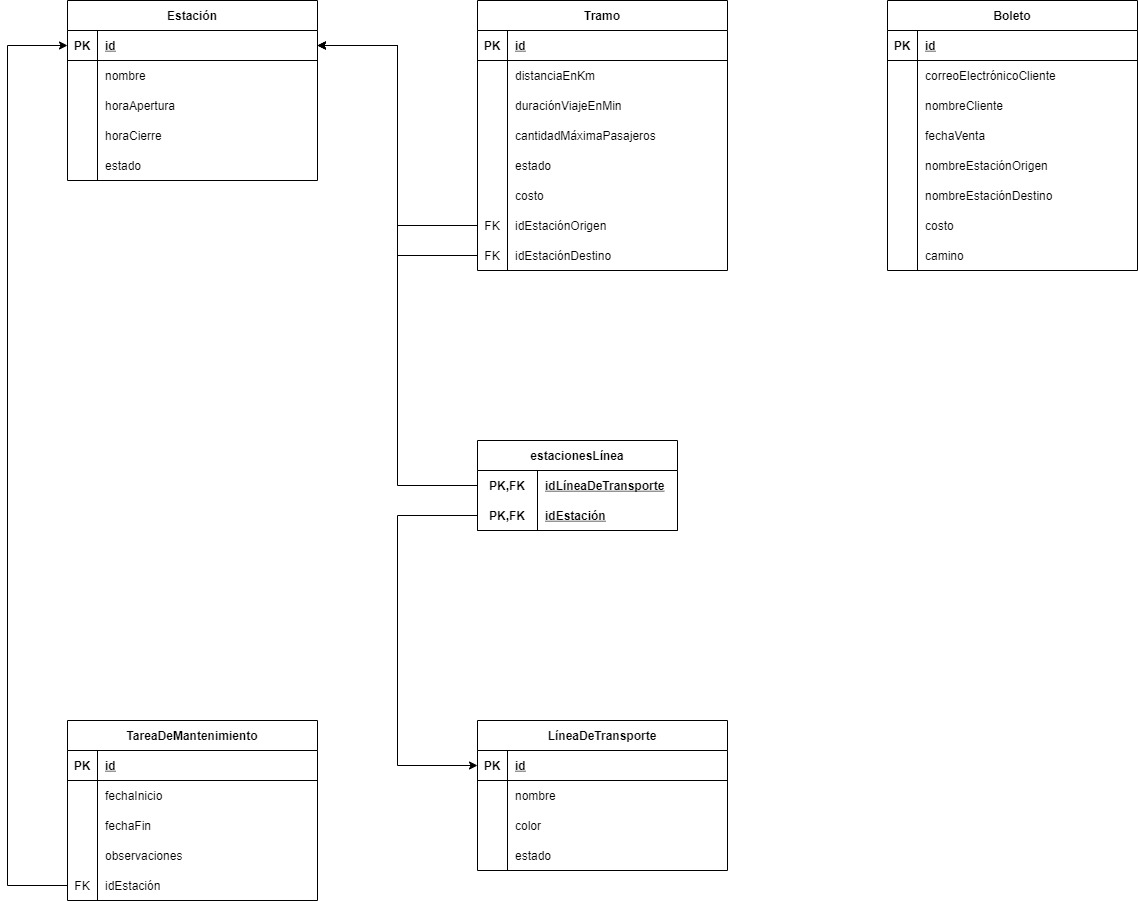 Estación
PK id
nombre
horaApertura
horaCierre
estado
Tramo
PK id
distanciaEnKm
duraciónViajeEnMin
cantidadMáximaPasajeros
estado
costo
FK idEstaciónOrigen
FK idEstaciónDestino
Boleto
PK id
correoElectrónicoCliente
nombreCliente
fechaVenta
nombreEstaciónOrigen
nombreEstaciónDestino
costo
camino
estacionesLínea
PK,FK idLíneaDeTransporte
PK,FK idEstación
TareaDeMantenimiento
PK id
fechaInicio
fechaFin
observaciones
FK idEstación
LíneaDeTransporte
PK id
nombre
color
estado